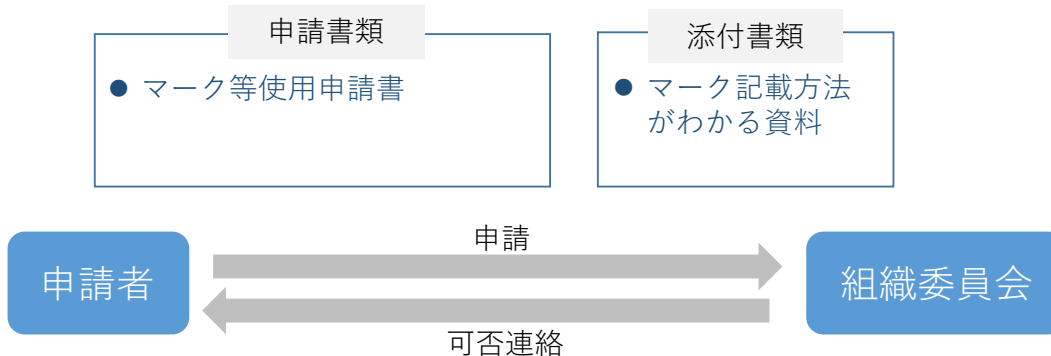 申請書類
● マーク等使用申請書
添付書類
● マーク記載方法
がわかる資料
申請
申請者
組織委員会
可否連絡